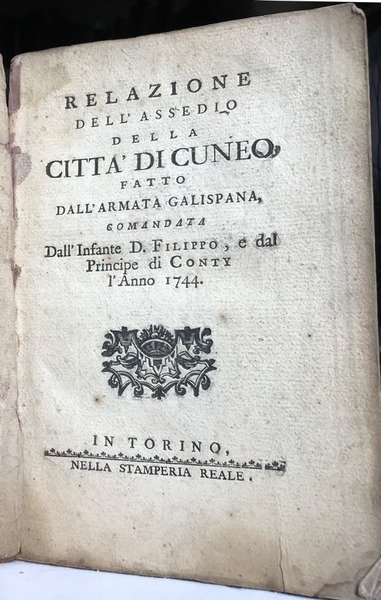 RELAZIONE
DELL'ASSEDIO
DELLA
CITTA' DI CUNEO,
FATTO
DALL'ARMATA GALISPANA,
COMANDATA
Dall'Infante D. FILIPPO, e dal
Principe di CONTY
l'Anno 1744.
IN TORINO,
NELLA STAMPERIA REALE.